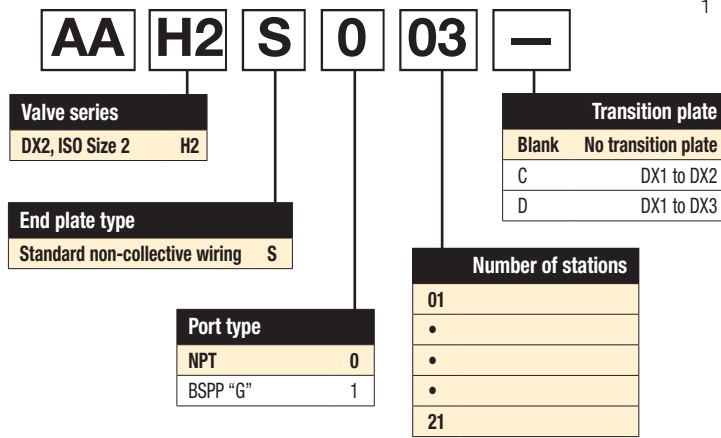 1
AA H2 S 0 03 –
Valve series
DX2, ISO Size 2 H2
Transition plate
Blank No transition plate
C DX1 to DX2
D DX1 to DX3
End plate type
Standard non-collective wiring S
Number of stations
01
•
•
•
21
Port type
NPT 0
BSPP “G” 1